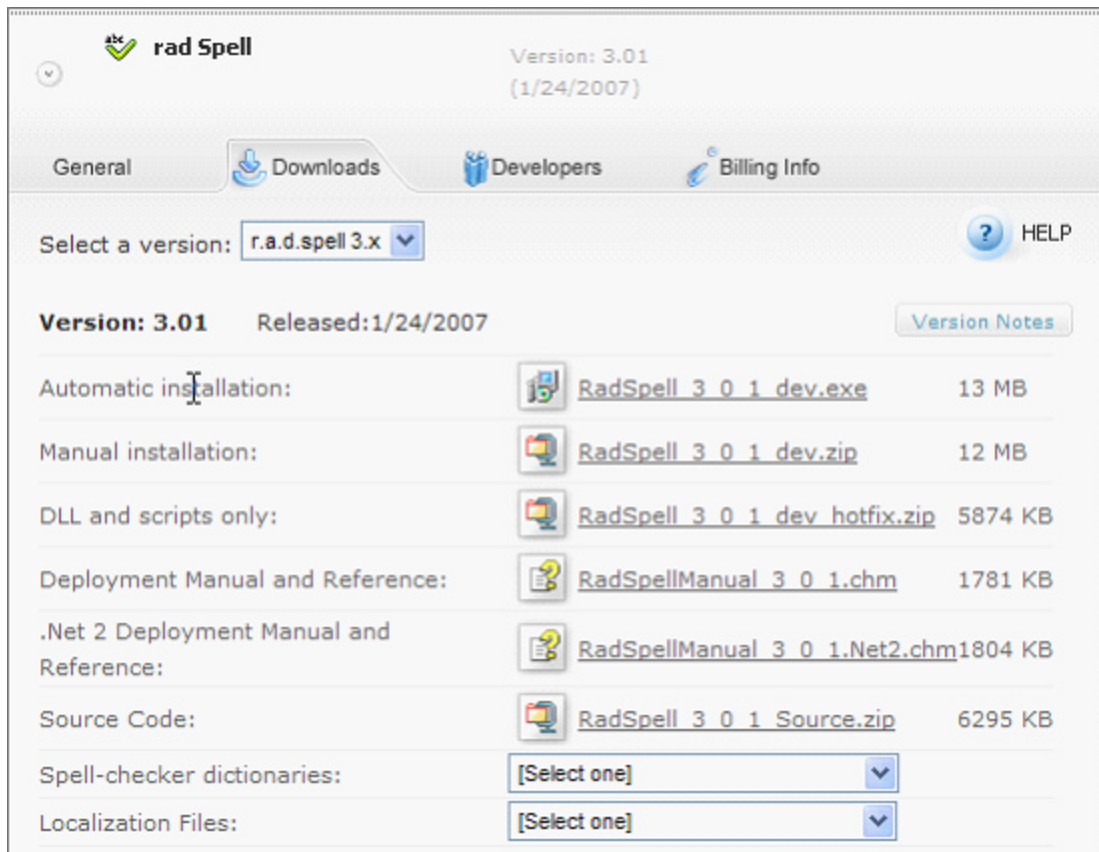 abc
rad Spell
Version: 3.01
(1/24/2007)
General Downloads Developers Billing Info
Select a version: r.a.d.spell 3.x ? HELP
Version: 3.01 Released:1/24/2007 Version Notes
Automatic installation: RadSpell_3_0_1_dev.exe 13 MB
Manual installation: RadSpell_3_0_1_dev.zip 12 MB
DLL and scripts only: RadSpell_3_0_1_dev_hotfix.zip 5874 KB
Deployment Manual and Reference: RadSpellManual_3_0_1.chm 1781 KB
.Net 2 Deployment Manual and
Reference: RadSpellManual_3_0_1.Net2.chm 1804 KB
Source Code: RadSpell_3_0_1_Source.zip 6295 KB
Spell-checker dictionaries: [Select one]
Localization Files: [Select one]